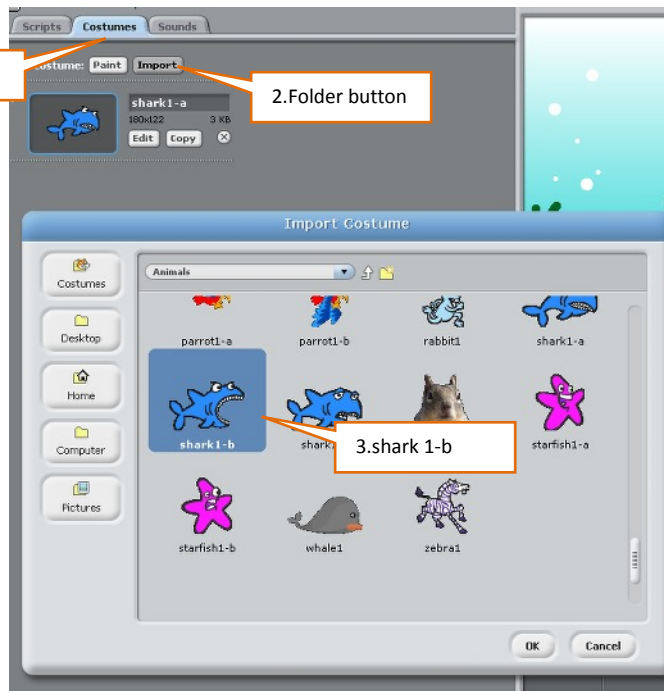 Scripts Costumes Sounds
Costume: Paint Import
2.Folder button
shark1-a
180x122 3 KB
Edit Copy
Import Costume
Costumes
Animals
Desktop
parrot1-a parrot1-b rabbit1 shark1-a
Home
Computer
shark1-b shark 3.shark 1-b starfish1-a
Pictures
starfish1-b whale1 zebra1
OK Cancel